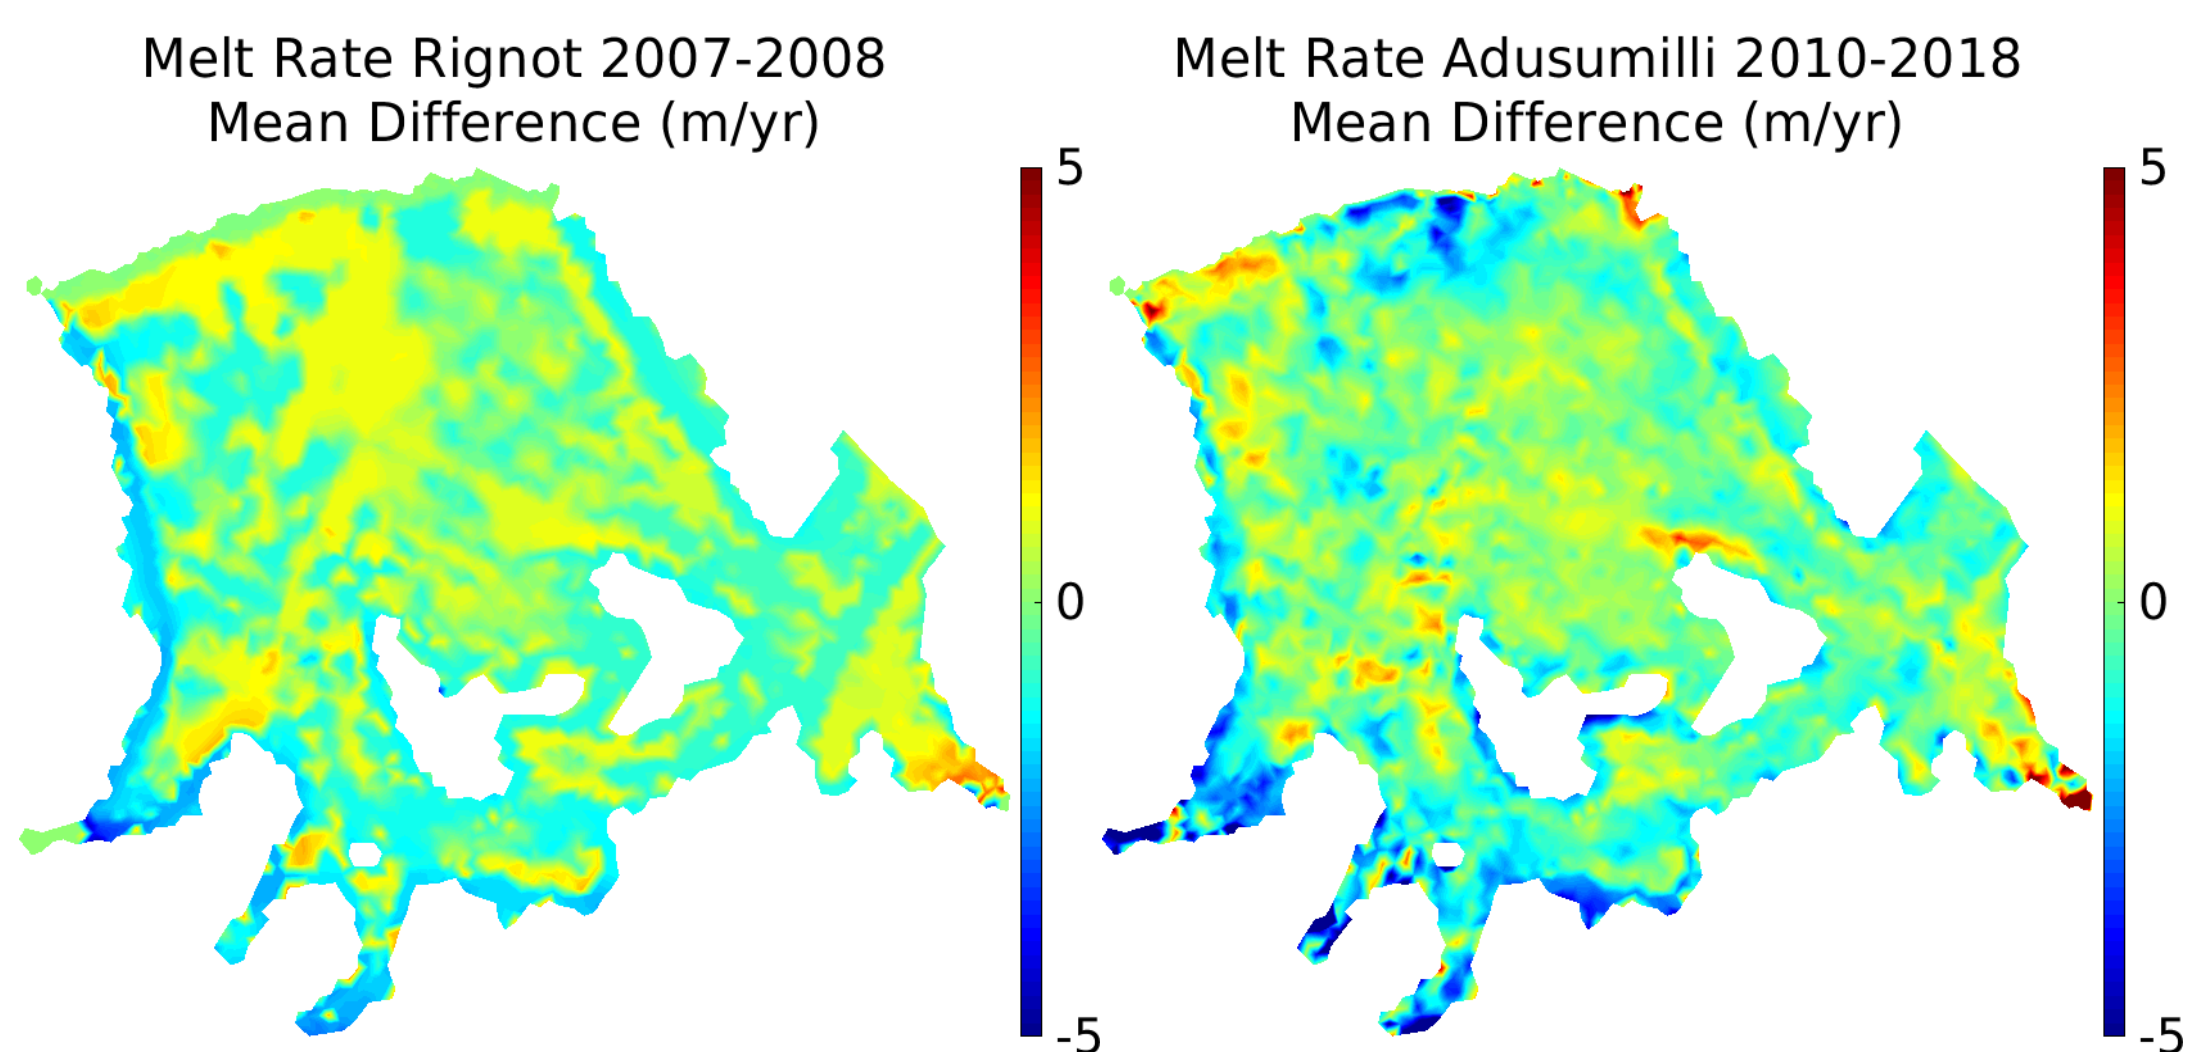 Melt Rate Rignot 2007-2008
Mean Difference (m/yr)
5
0
-5
Melt Rate Adusumilli 2010-2018
Mean Difference (m/yr)
5
0
-5